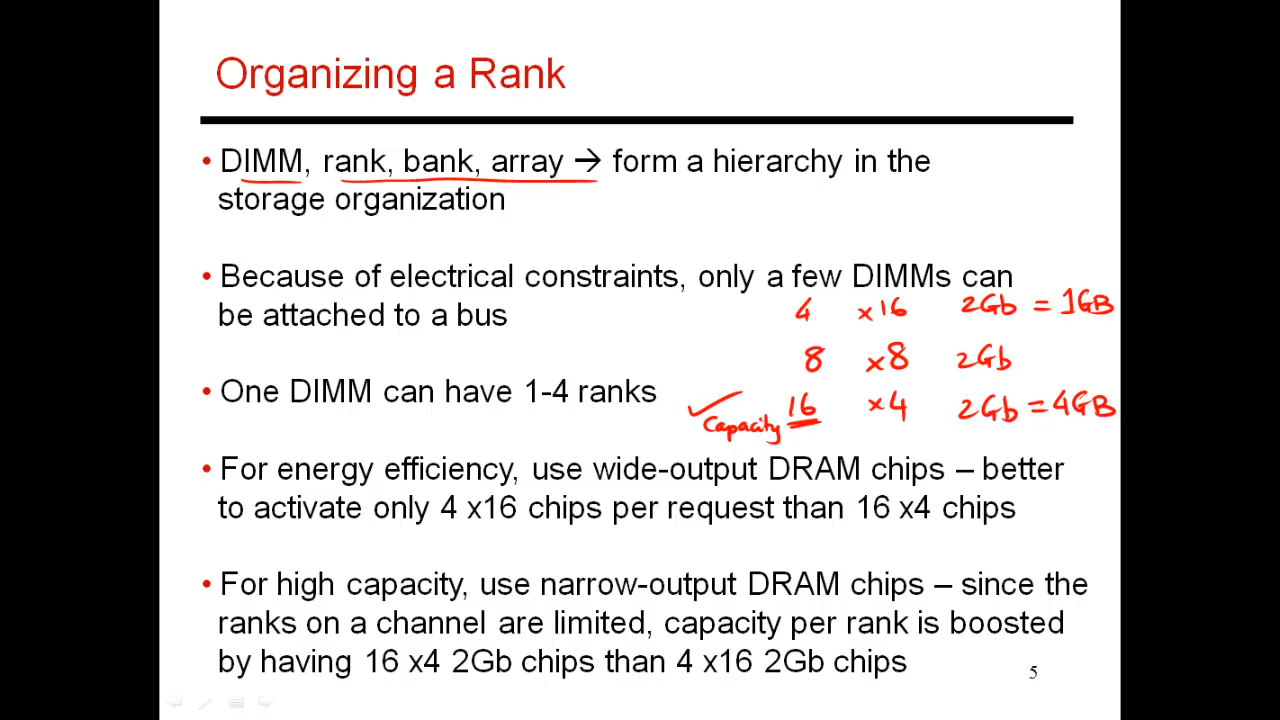 Organizing a Rank
• DIMM, rank, bank, array → form a hierarchy in the
storage organization
• Because of electrical constraints, only a few DIMMs can
be attached to a bus
4 x16 2Gb = 1GB
8 x8 2Gb
• One DIMM can have 1-4 ranks
✓ Capacity 16 x4 2Gb = 4GB
• For energy efficiency, use wide-output DRAM chips – better
to activate only 4 x16 chips per request than 16 x4 chips
• For high capacity, use narrow-output DRAM chips – since the
ranks on a channel are limited, capacity per rank is boosted
by having 16 x4 2Gb chips than 4 x16 2Gb chips
5